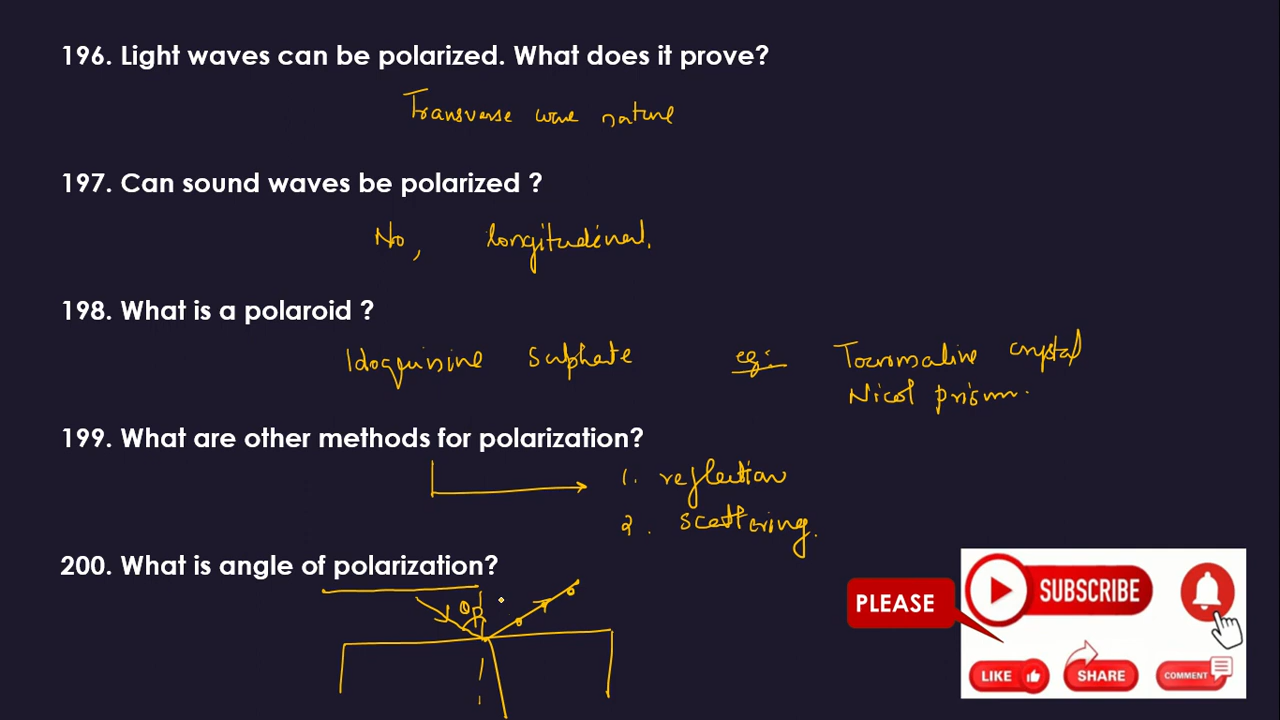 196. Light waves can be polarized. What does it prove?
Transverse wave nature
197. Can sound waves be polarized ?
No, longitudinal.
198. What is a polaroid ?
Idoquinine Sulphate eg: Tourmaline crystal
Nicol prism.
199. What are other methods for polarization?
1. reflection
2. scattering.
200. What is angle of polarization?
θP
PLEASE
SUBSCRIBE
LIKE SHARE COMMENT